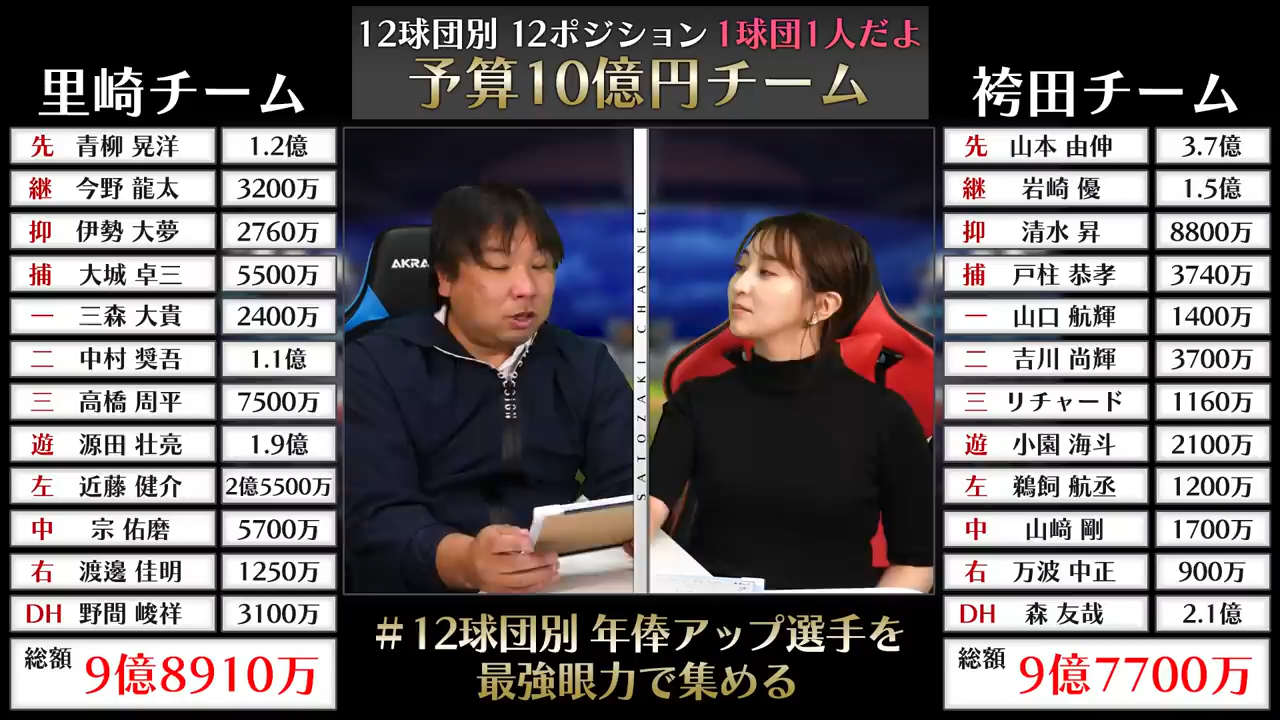 12球団別 12ポジション 1球団1人だよ
予算10億円チーム
里崎チーム
先 青柳 晃洋 1.2億
継 今野 龍太 3200万
抑 伊勢 大夢 2760万
捕 大城 卓三 5500万
一 三森 大貴 2400万
二 中村 奨吾 1.1億
三 高橋 周平 7500万
遊 源田 壮亮 1.9億
左 近藤 健介 2億5500万
中 宗 佑磨 5700万
右 渡邊 佳明 1250万
DH 野間 峻祥 3100万
総額 9億8910万
AKRA
SATOZAKI CHANNEL
袴田チーム
先 山本 由伸 3.7億
継 岩崎 優 1.5億
抑 清水 昇 8800万
捕 戸柱 恭孝 3740万
一 山口 航輝 1400万
二 吉川 尚輝 3700万
三 リチャード 1160万
遊 小園 海斗 2100万
左 鵜飼 航丞 1200万
中 山﨑 剛 1700万
右 万波 中正 900万
DH 森 友哉 2.1億
総額 9億7700万
#12球団別 年俸アップ選手を
最強眼力で集める